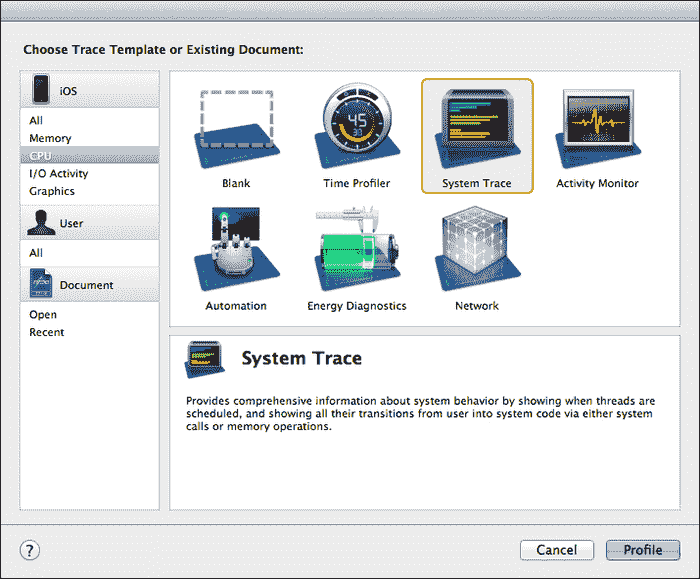 Choose Trace Template or Existing Document:
iOS
All
Memory
CPU
I/O Activity
Graphics
User
All
Document
Open
Recent
Blank
Time Profiler
System Trace
Activity Monitor
Automation
Energy Diagnostics
Network
System Trace
Provides comprehensive information about system behavior by showing when threads are
scheduled, and showing all their transitions from user into system code via either system
calls or memory operations.
?
Cancel
Profile